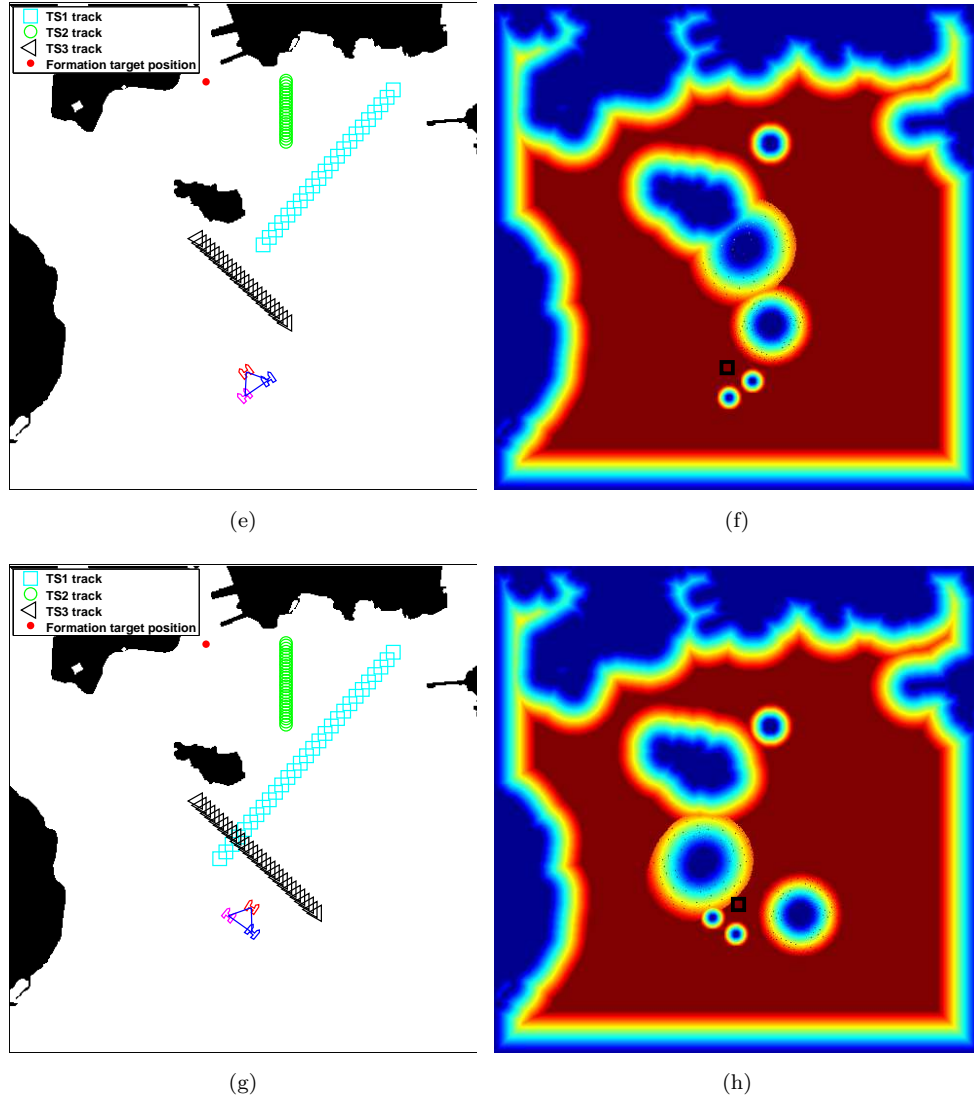 TS1 track
TS2 track
TS3 track
Formation target position
(e)
(f)
TS1 track
TS2 track
TS3 track
Formation target position
(g)
(h)